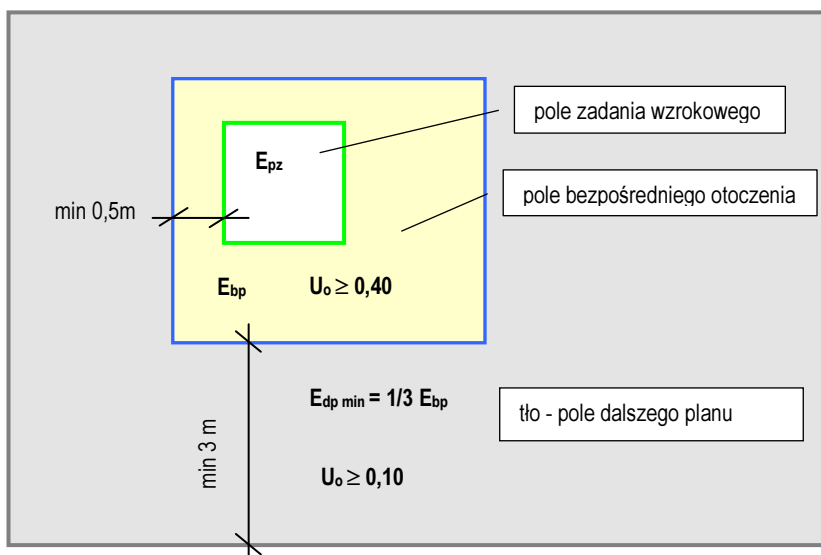 pole zadania wzrokowego
Epz
pole bezpośredniego otoczenia
min 0,5m
Ebp
Uo ≥ 0,40
Edp min = 1/3 Ebp
tło - pole dalszego planu
min 3 m
Uo ≥ 0,10